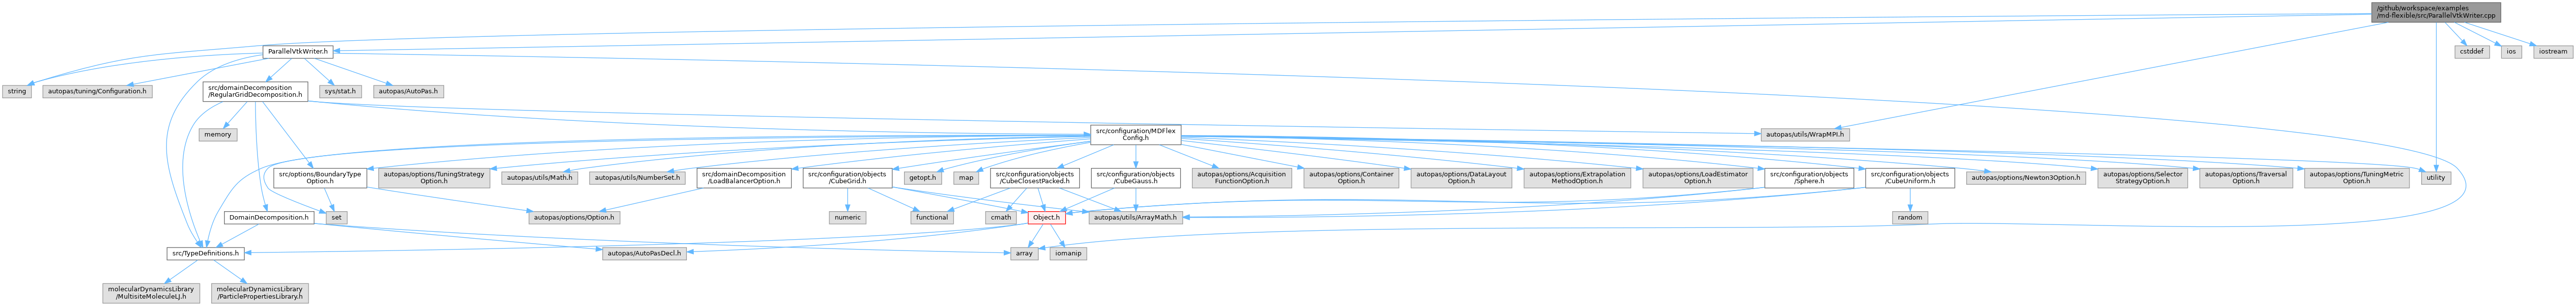 /github/workspace/examples
/md-flexible/src/ParallelVtkWriter.cpp
ParallelVtkWriter.h
cstddef
ios
iostream
string
autopas/tuning/Configuration.h
src/domainDecomposition
/RegularGridDecomposition.h
sys/stat.h
autopas/AutoPas.h
memory
src/configuration/MDFlex
Config.h
autopas/utils/WrapMPI.h
src/options/BoundaryType
Option.h
autopas/options/TuningStrategy
Option.h
autopas/utils/Math.h
autopas/utils/NumberSet.h
src/domainDecomposition
/LoadBalancerOption.h
src/configuration/objects
/CubeGrid.h
getopt.h
map
src/configuration/objects
/CubeClosestPacked.h
src/configuration/objects
/CubeGauss.h
autopas/options/Acquisition
FunctionOption.h
autopas/options/Container
Option.h
autopas/options/DataLayout
Option.h
autopas/options/Extrapolation
MethodOption.h
autopas/options/LoadEstimator
Option.h
src/configuration/objects
/Sphere.h
src/configuration/objects
/CubeUniform.h
autopas/options/Newton3Option.h
autopas/options/Selector
StrategyOption.h
autopas/options/Traversal
Option.h
autopas/options/TuningMetric
Option.h
utility
DomainDecomposition.h
set
autopas/options/Option.h
numeric
functional
cmath
Object.h
autopas/utils/ArrayMath.h
random
src/TypeDefinitions.h
autopas/AutoPasDecl.h
array
iomanip
molecularDynamicsLibrary
/MultisiteMoleculeLJ.h
molecularDynamicsLibrary
/ParticlePropertiesLibrary.h